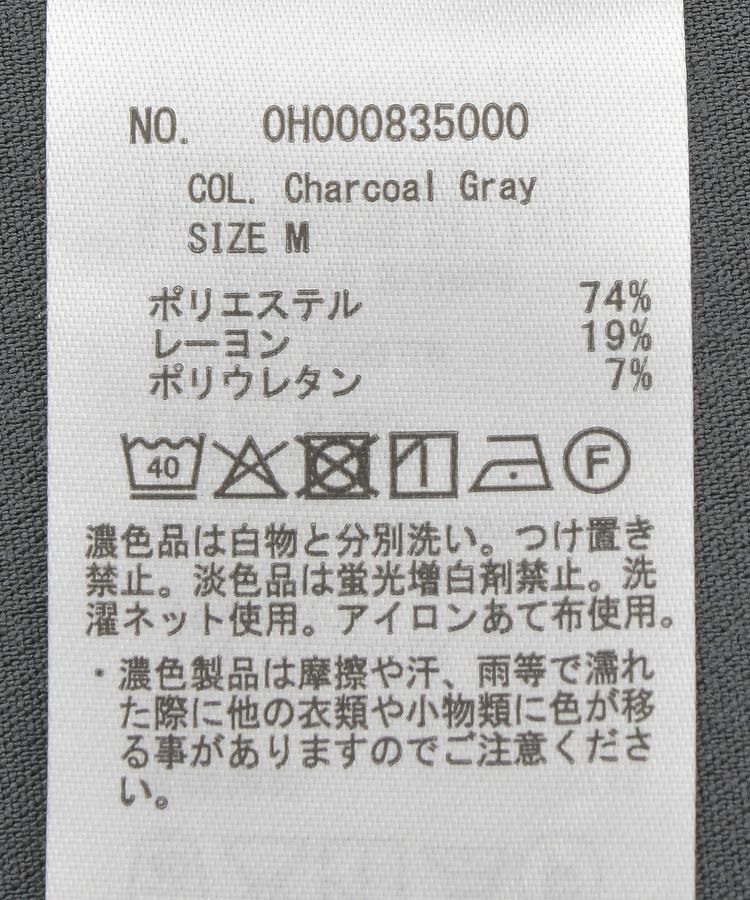 NO. 0H000835000
COL. Charcoal Gray
SIZE M
ポリエステル 74%
レーヨン 19%
ポリウレタン 7%
40 F
濃色品は白物と分別洗い。つけ置き
禁止。淡色品は蛍光増白剤禁止。洗
濯ネット使用。アイロンあて布使用。
・濃色製品は摩擦や汗、雨等で濡れ
た際に他の衣類や小物類に色が移
る事がありますのでご注意くださ
い。